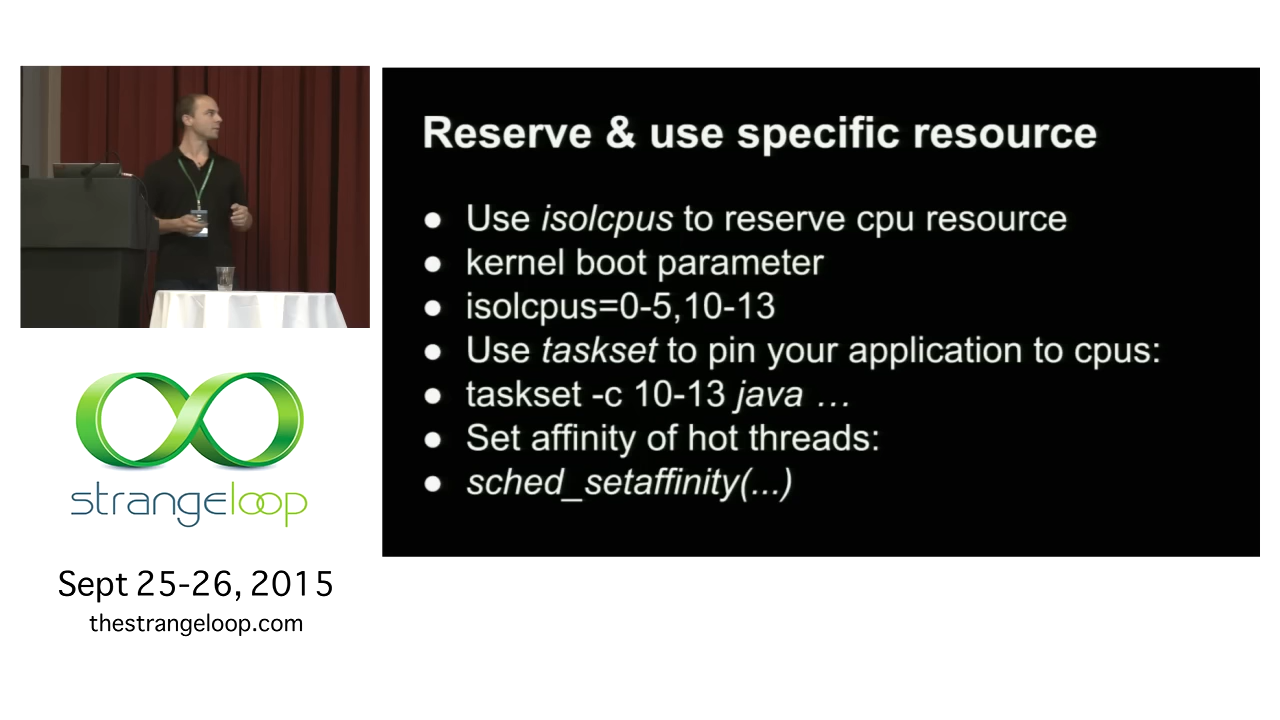 Reserve & use specific resource
● Use isolcpus to reserve cpu resource
● kernel boot parameter
● isolcpus=0-5,10-13
● Use taskset to pin your application to cpus:
● taskset -c 10-13 java …
● Set affinity of hot threads:
● sched_setaffinity(...)
strangeloop
Sept 25-26, 2015
thestrangeloop.com